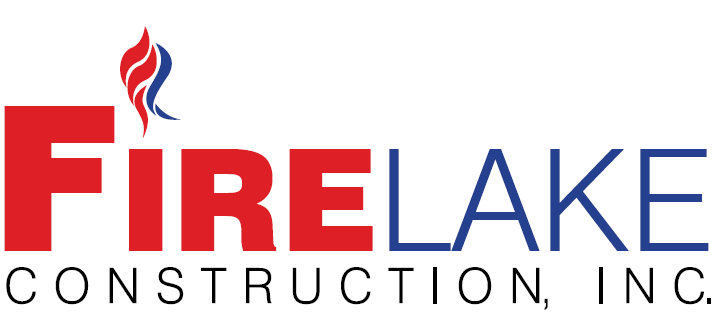 FIRELAKE
CONSTRUCTION, INC.